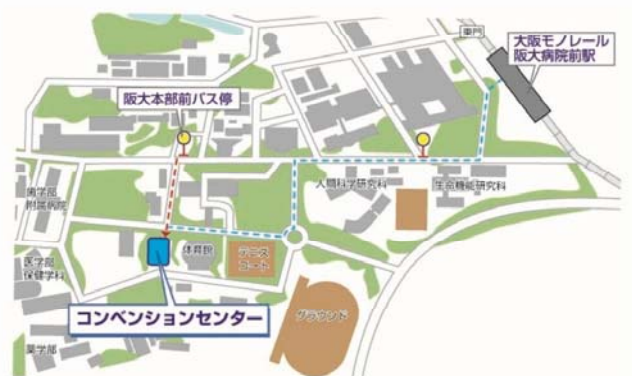 東門
大阪モノレール
阪大病院前駅
阪大本部前バス停
人間科学研究科
生命機能研究科
歯学部
附属病院
体育館
テニス
コート
医学部
保健学科
コンベンションセンター
グラウンド
薬学部